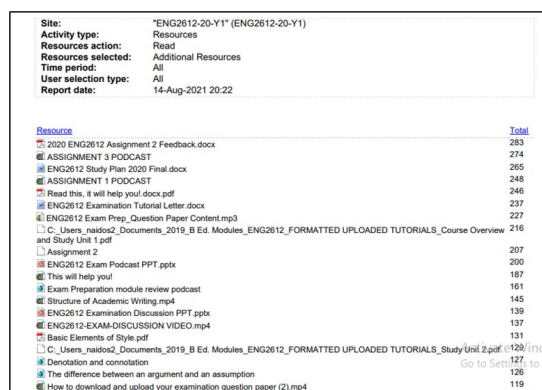 Site: "ENG2612-20-Y1" (ENG2612-20-Y1)
Activity type: Resources
Resources action: Read
Resources selected: Additional Resources
Time period: All
User selection type: All
Report date: 14-Aug-2021 20:22
Resource Total
2020 ENG2612 Assignment 2 Feedback.docx 283
ASSIGNMENT 3 PODCAST 274
ENG2612 Study Plan 2020 Final.docx 265
ASSIGNMENT 1 PODCAST 248
Read this, it will help you!.docx.pdf 246
ENG2612 Examination Tutorial Letter.docx 237
ENG2612 Exam Prep_Question Paper Content.mp3 227
C:_Users_naidos2_Documents_2019_B Ed. Modules_ENG2612_FORMATTED UPLOADED TUTORIALS_Course Overview 216
and Study Unit 1.pdf
Assignment 2 207
ENG2612 Exam Podcast PPT.pptx 200
This will help you! 187
Exam Preparation module review podcast 161
Structure of Academic Writing.mp4 145
ENG2612 Examination Discussion PPT.pptx 139
ENG2612-EXAM-DISCUSSION VIDEO.mp4 137
Basic Elements of Style.pdf 131
C:_Users_naidos2_Documents_2019_B Ed. Modules_ENG2612_FORMATTED UPLOADED TUTORIALS_Study Unit 2.pdf 129
Denotation and connotation 127
Go to Settings to
The difference between an argument and an assumption 126
How to download and upload your examination question paper (2).mp4 119